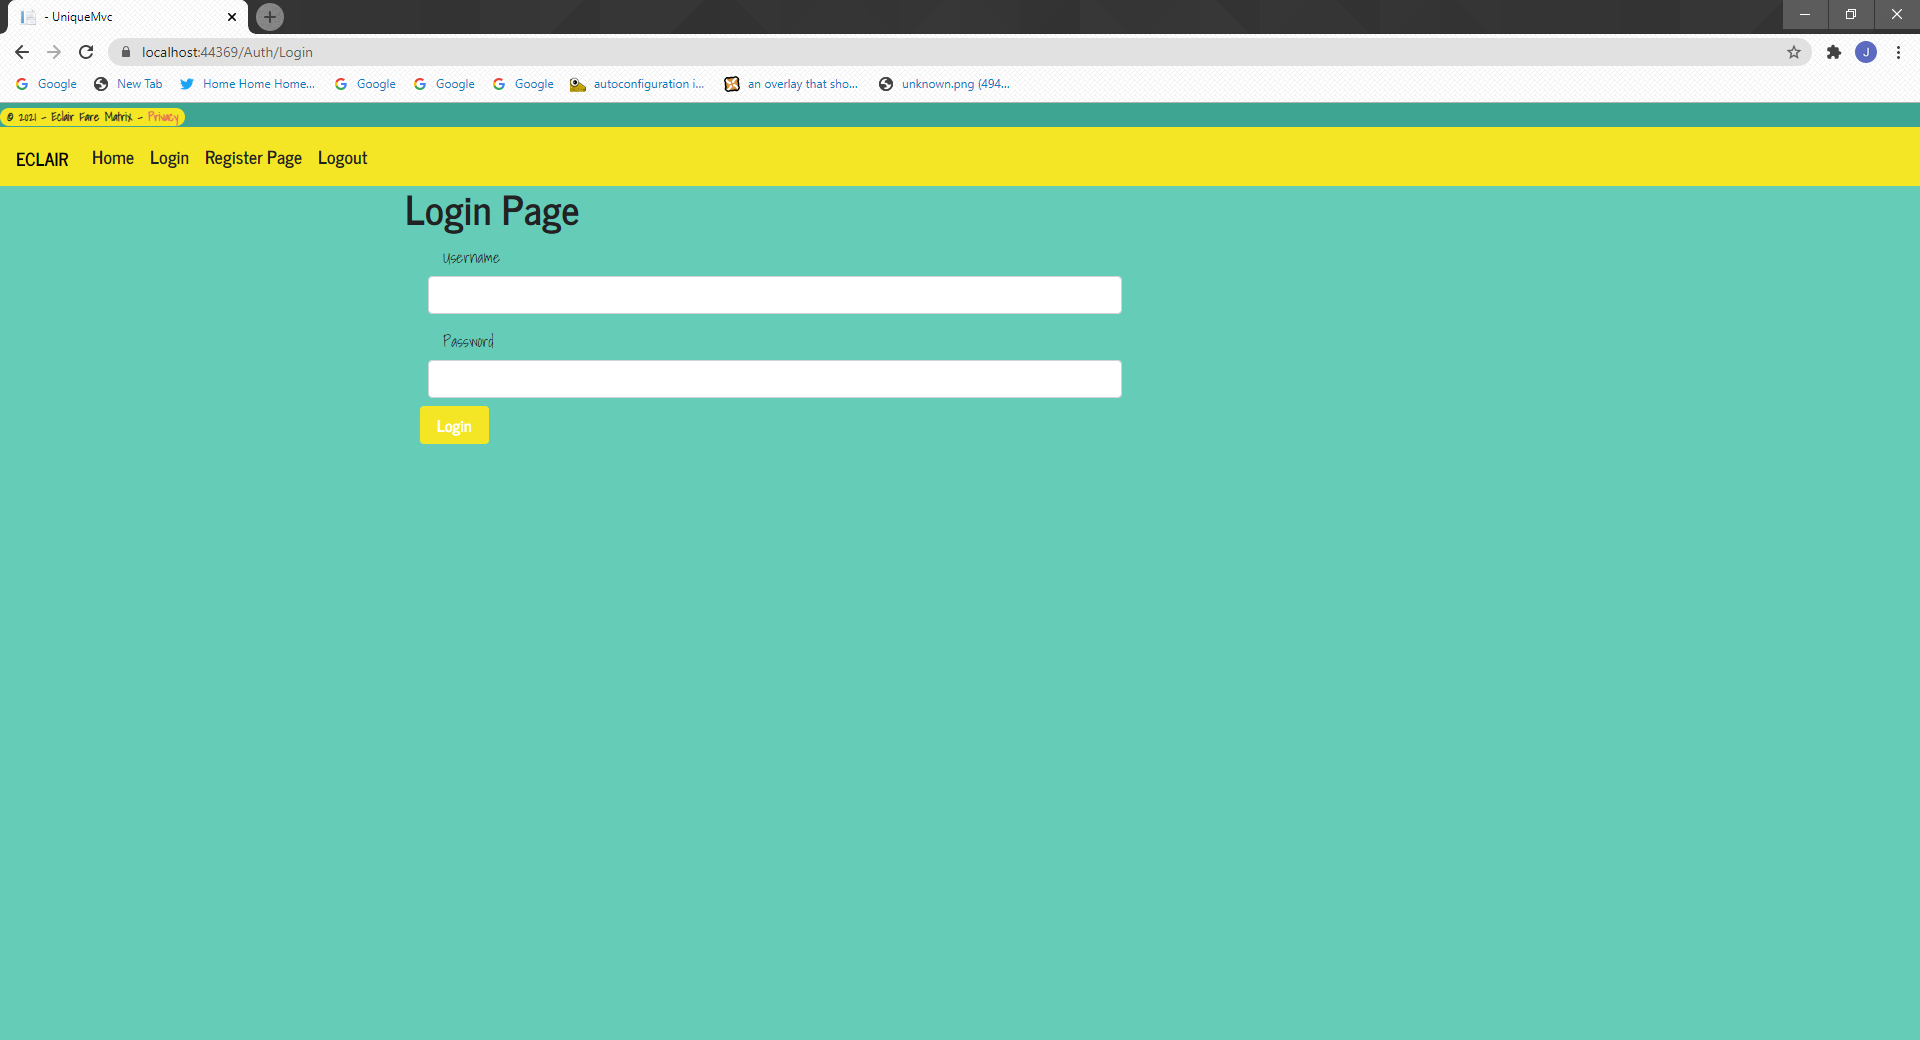 - UniqueMvc
localhost:44369/Auth/Login
J
Google New Tab Home Home Home... Google Google Google autoconfiguration i... an overlay that sho... unknown.png (494...
© 2021 - Eclair Fare Matrix - Privacy
ECLAIR Home Login Register Page Logout
Login Page
Username
Password
Login